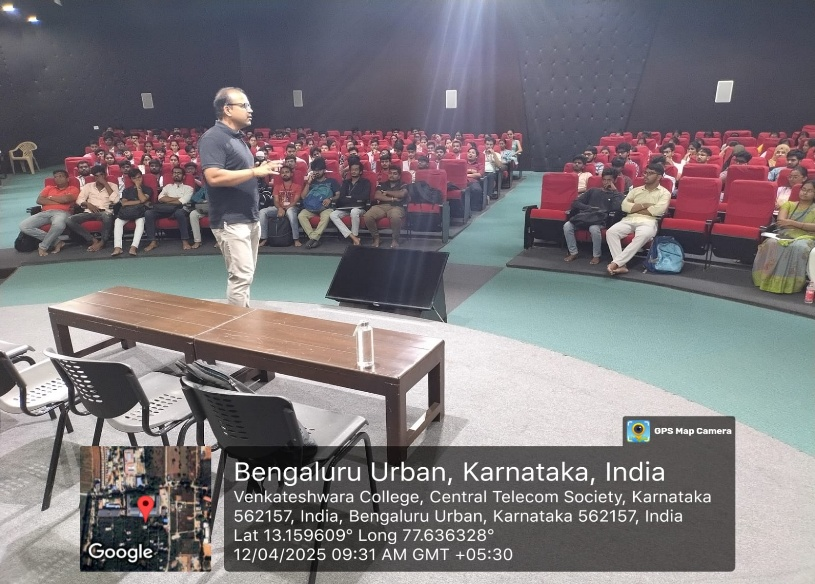 GPS Map Camera
Bengaluru Urban, Karnataka, India
Venkateshwara College, Central Telecom Society, Karnataka
562157, India, Bengaluru Urban, Karnataka 562157, India
Lat 13.159609° Long 77.636328°
12/04/2025 09:31 AM GMT +05:30
Google